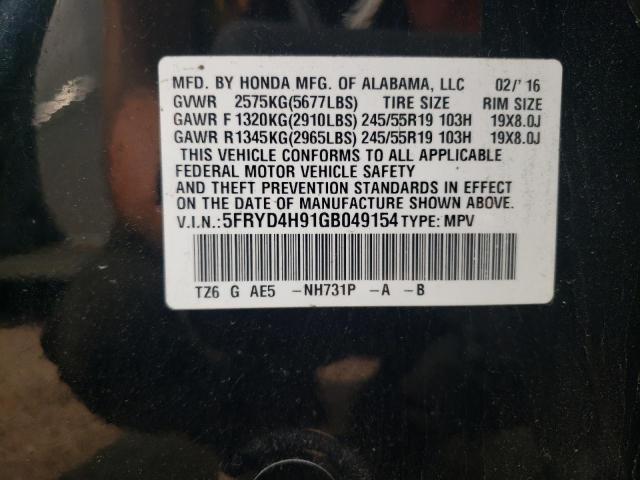 MFD. BY HONDA MFG. OF ALABAMA, LLC 02/' 16
GVWR 2575KG(5677LBS) TIRE SIZE RIM SIZE
GAWR F 1320KG(2910LBS) 245/55R19 103H 19X8.0J
GAWR R1345KG(2965LBS) 245/55R19 103H 19X8.0J
THIS VEHICLE CONFORMS TO ALL APPLICABLE
FEDERAL MOTOR VEHICLE SAFETY
AND THEFT PREVENTION STANDARDS IN EFFECT
ON THE DATE OF MANUFACTURE SHOWN ABOVE.
V.I.N.:5FRYD4H91GB049154 TYPE: MPV
TZ6 G AE5 -NH731P -A -B